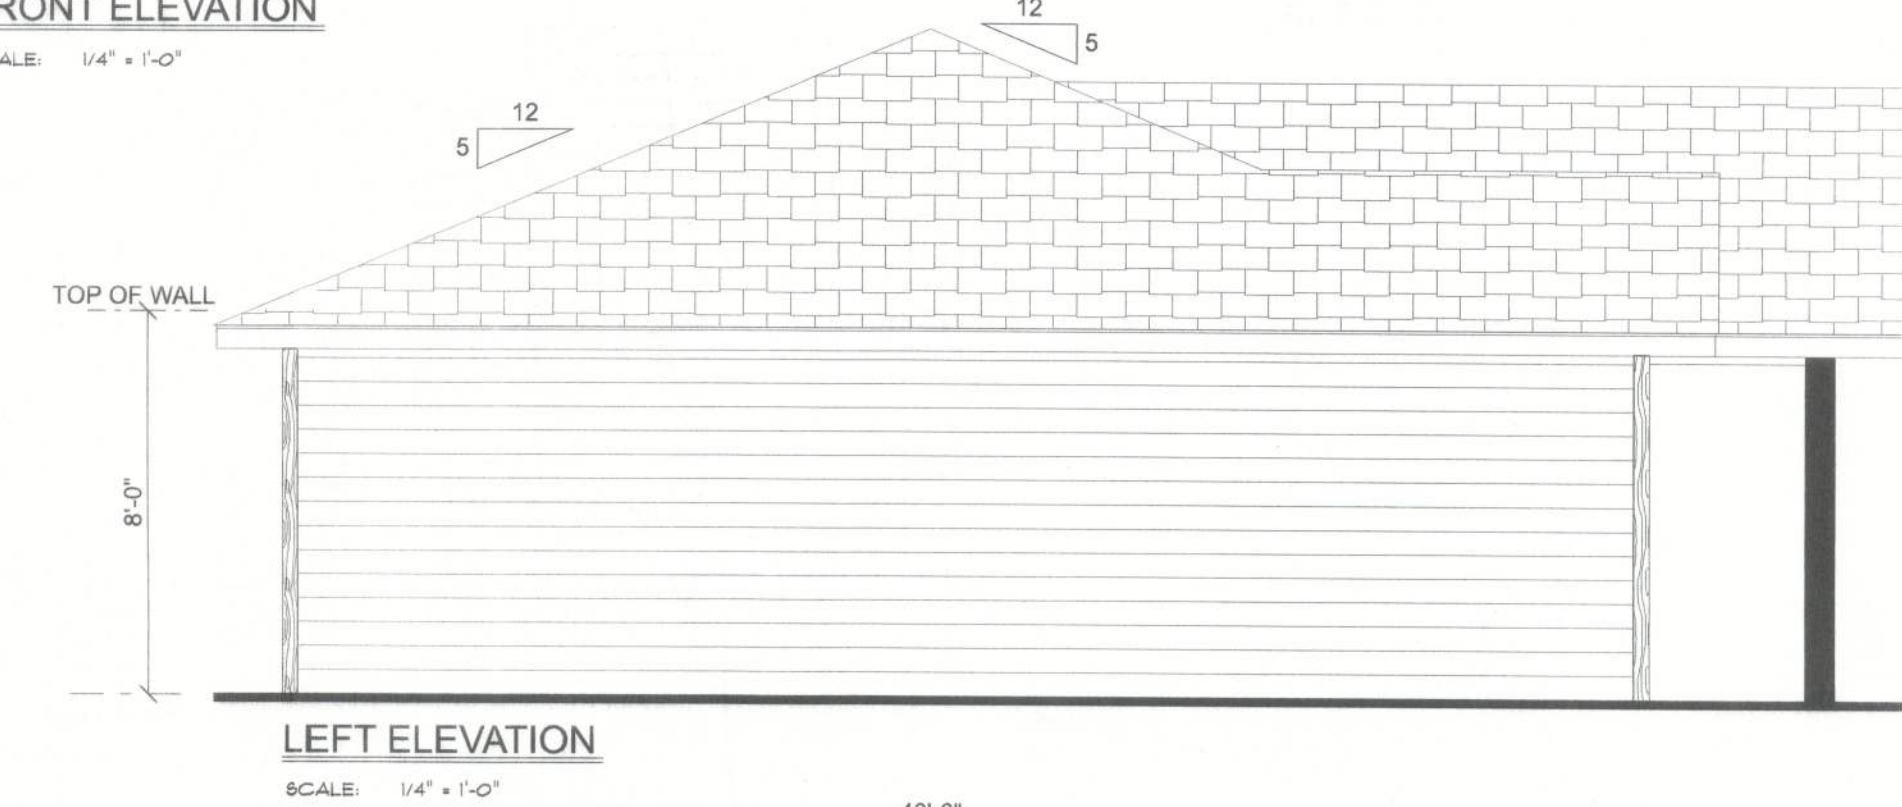 RONT ELEVATION
ALE: 1/4" = 1'-0"
12
5
12
5
TOP OF WALL
8'-0"
LEFT ELEVATION
SCALE: 1/4" = 1'-0"